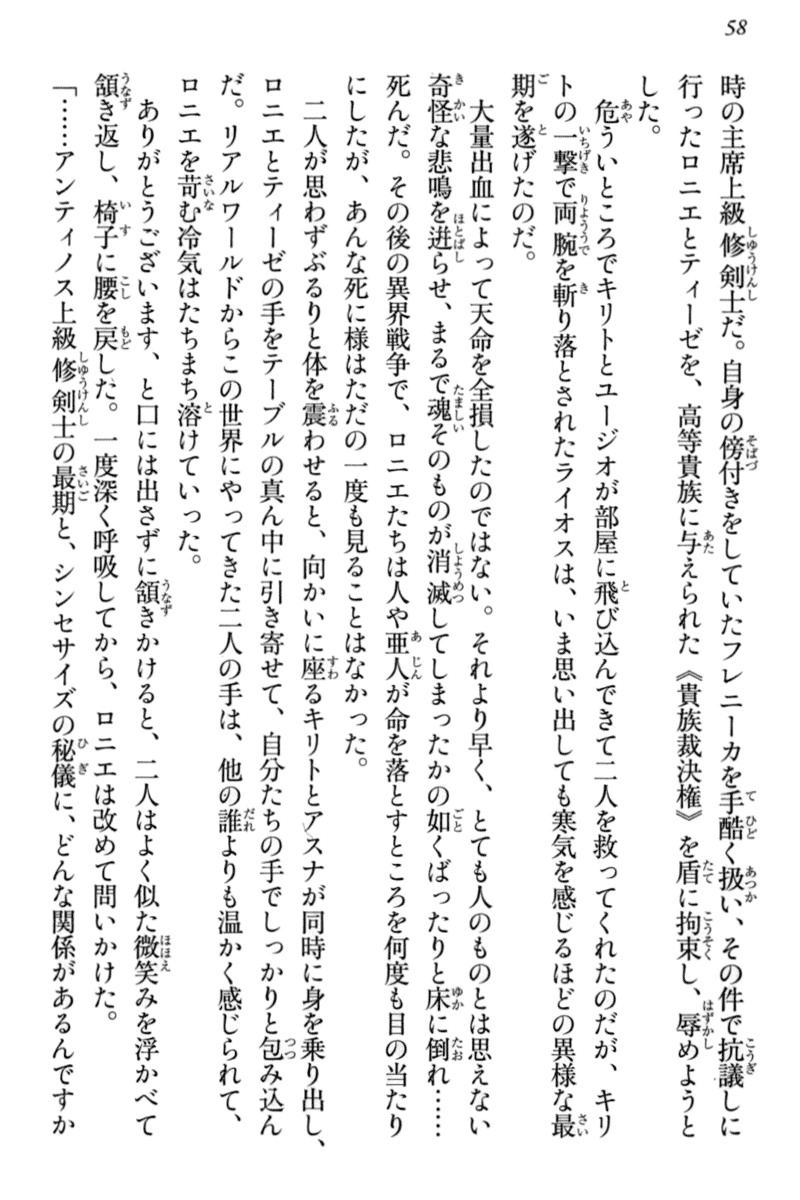 58
時の主席上級修剣士だ。自身の傍付きをしていたフレニーカを手酷く扱い、その件で抗議しに
行ったロニエとティーゼを、高等貴族に与えられた《貴族裁決権》を盾に拘束し、辱めようと
した。
危ういところでキリトとユージオが部屋に飛び込んできて二人を救ってくれたのだが、キリ
トの一撃で両腕を斬り落とされたライオスは、いま思い出しても寒気を感じるほどの異様な最
期を遂げたのだ。
大量出血によって天命を全損したのではない。それより早く、とても人のものとは思えない
奇怪な悲鳴を迸らせ、まるで魂そのものが消滅してしまったかの如くばったりと床に倒れ……
死んだ。その後の異界戦争で、ロニエたちは人や亜人が命を落とすところを何度も目の当たり
にしたが、あんな死に様はただの一度も見ることはなかった。
二人が思わずぶるりと体を震わせると、向かいに座るキリトとアスナが同時に身を乗り出し、
ロニエとティーゼの手をテーブルの真ん中に引き寄せて、自分たちの手でしっかりと包み込ん
だ。リアルワールドからこの世界にやってきた二人の手は、他の誰よりも温かく感じられて、
ロニエを苛む冷気はたちまち溶けていった。
ありがとうございます、と口には出さずに頷きかけると、二人はよく似た微笑みを浮かべて
頷き返し、椅子に腰を戻した。一度深く呼吸してから、ロニエは改めて問いかけた。
「……アンティノス上級修剣士の最期と、シンセサイズの秘儀に、どんな関係があるんですか